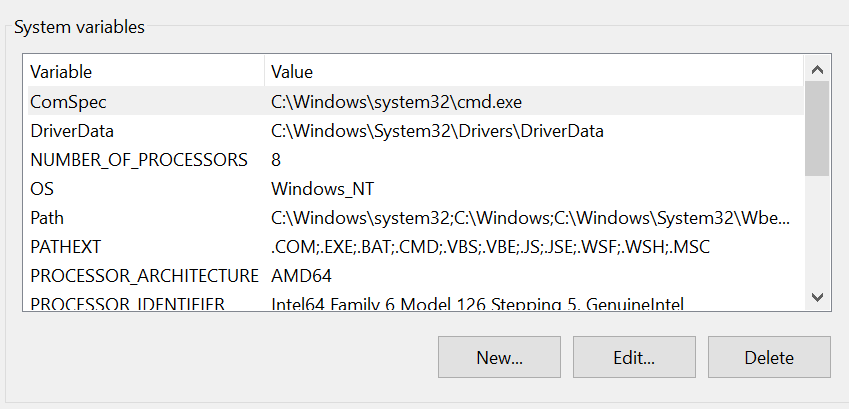 System variables
Variable Value
ComSpec C:\Windows\system32\cmd.exe
DriverData C:\Windows\System32\Drivers\DriverData
NUMBER_OF_PROCESSORS 8
OS Windows_NT
Path C:\Windows\system32;C:\Windows;C:\Windows\System32\Wbe...
PATHEXT .COM;.EXE;.BAT;.CMD;.VBS;.VBE;.JS;.JSE;.WSF;.WSH;.MSC
PROCESSOR_ARCHITECTURE AMD64
PROCESSOR_IDENTIFIER Intel64 Family 6 Model 126 Stepping 5, GenuineIntel
New... Edit... Delete